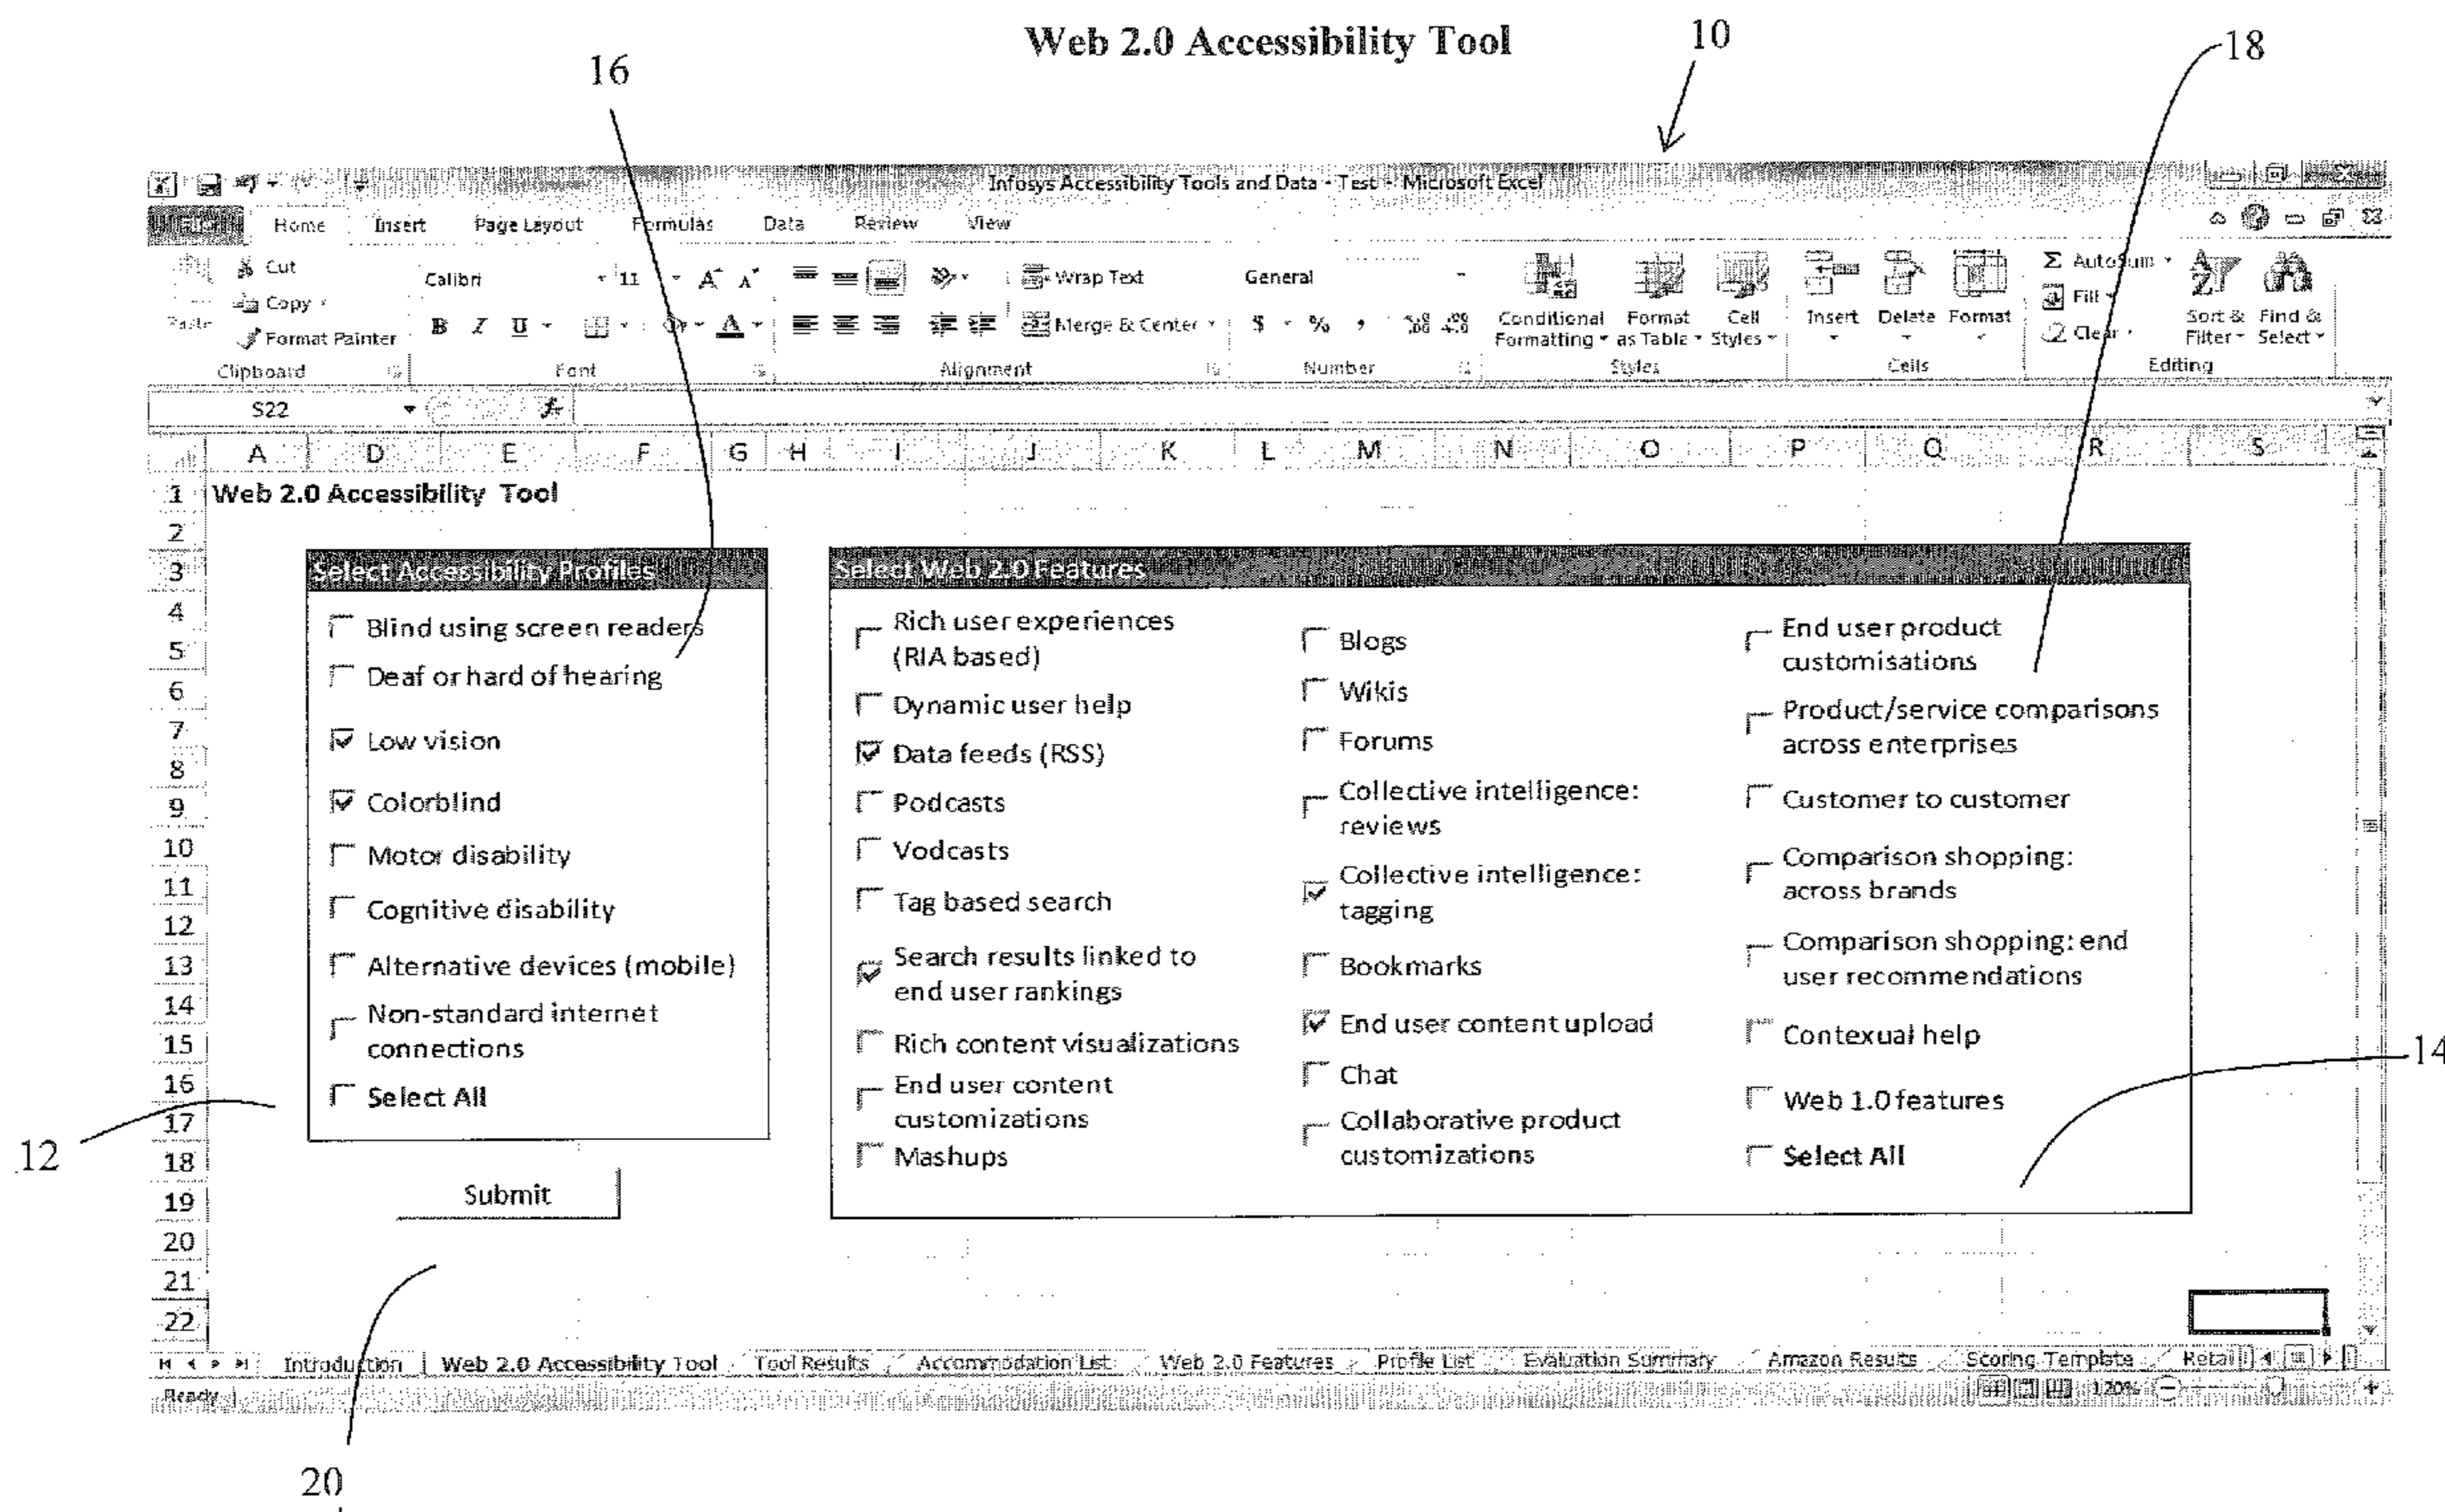 Web 2.0 Accessibility Tool
10
16
18
Infosys Accessibility Tools and Data - Test - Microsoft Excel
Home Insert Page Layout Formulas Data Review View
Cut
Copy
Format Painter
Clipboard
Calibri 11
B I U
Font
Wrap Text
Merge & Center
Alignment
General
$ % ,
Number
Conditional Formatting
Format as Table
Cell Styles
Styles
Insert Delete Format
Cells
Σ AutoSum
Fill
Clear
Sort & Filter
Find & Select
Editing
S22 fx
A D E F G H I J K L M N O P Q R S
1 Web 2.0 Accessibility Tool
2
3
4
5
6
7
8
9
10
11
12
13
14
15
16
17
18
19
20
21
22
Select Accessibility Profiles
Blind using screen readers
Deaf or hard of hearing
Low vision
Colorblind
Motor disability
Cognitive disability
Alternative devices (mobile)
Non-standard internet
connections
Select All
Submit
Select Web 2.0 Features
Rich user experiences
(RIA based)
Dynamic user help
Data feeds (RSS)
Podcasts
Vodcasts
Tag based search
Search results linked to
end user rankings
Rich content visualizations
End user content
customizations
Mashups
Blogs
Wikis
Forums
Collective intelligence:
reviews
Collective intelligence:
tagging
Bookmarks
End user content upload
Chat
Collaborative product
customizations
End user product
customisations
Product/service comparisons
across enterprises
Customer to customer
Comparison shopping:
across brands
Comparison shopping: end
user recommendations
Contexual help
Web 1.0 features
Select All
14
12
Introduction Web 2.0 Accessibility Tool Tool Results Accommodation List Web 2.0 Features Profile List Evaluation Summary Amazon Results Scoring Template Retail
Ready 120%
20